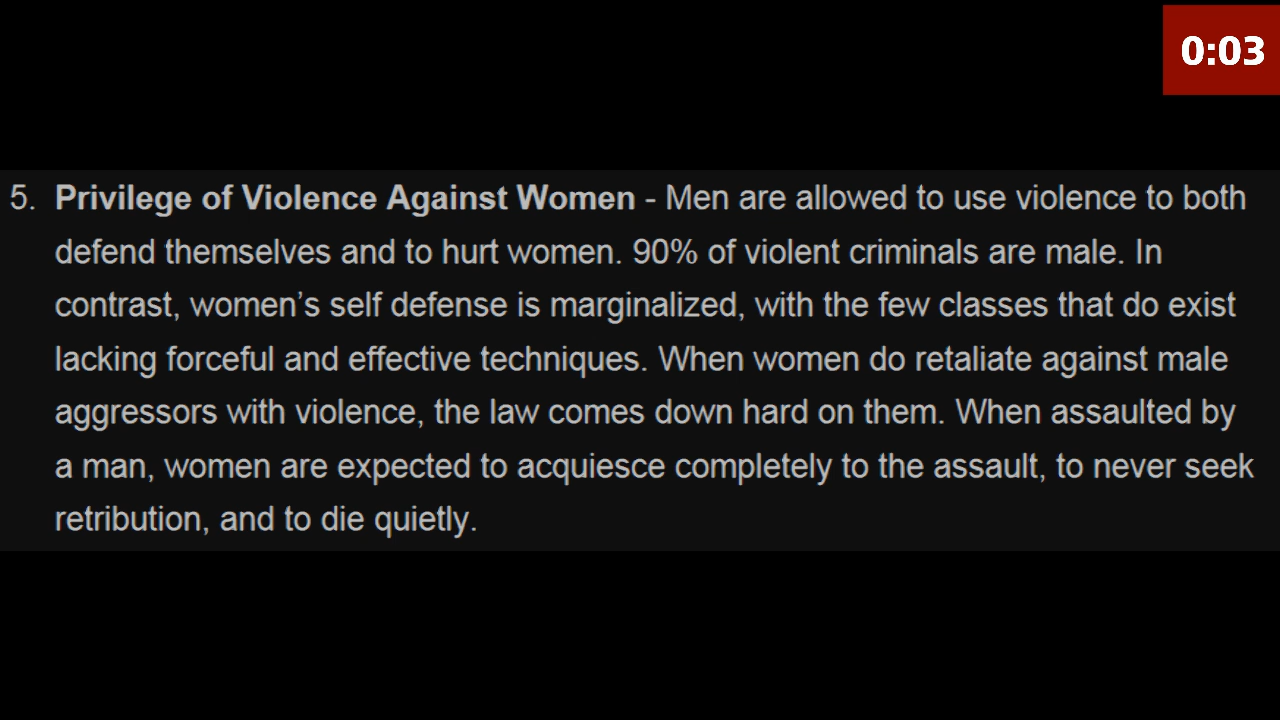 0:03
5. Privilege of Violence Against Women - Men are allowed to use violence to both
defend themselves and to hurt women. 90% of violent criminals are male. In
contrast, women’s self defense is marginalized, with the few classes that do exist
lacking forceful and effective techniques. When women do retaliate against male
aggressors with violence, the law comes down hard on them. When assaulted by
a man, women are expected to acquiesce completely to the assault, to never seek
retribution, and to die quietly.